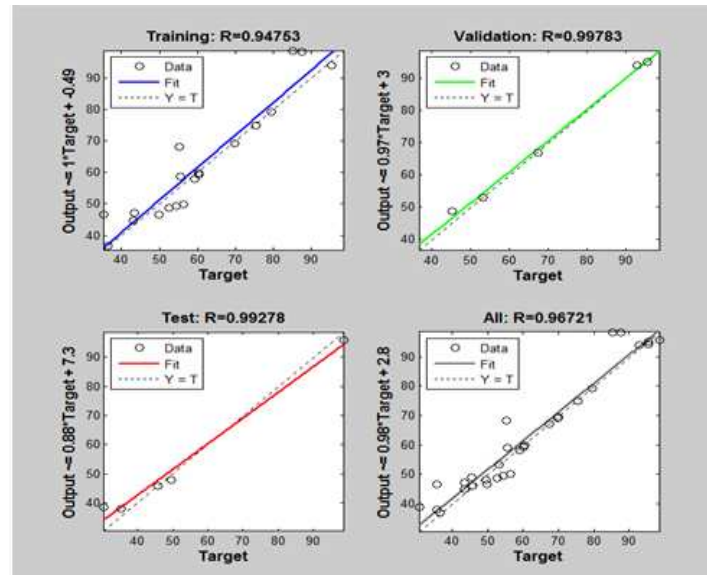 Training: R=0.94753
Output ~= 1*Target + -0.49
Data
Fit
Y = T
90
80
70
60
50
40
40 50 60 70 80 90
Target
Validation: R=0.99783
Output ~= 0.97*Target + 3
Data
Fit
Y = T
90
80
70
60
50
40
40 50 60 70 80 90
Target
Test: R=0.99278
Output ~= 0.88*Target + 7.3
Data
Fit
Y = T
90
80
70
60
50
40
40 50 60 70 80 90
Target
All: R=0.96721
Output ~= 0.98*Target + 2.8
Data
Fit
Y = T
90
80
70
60
50
40
40 50 60 70 80 90
Target